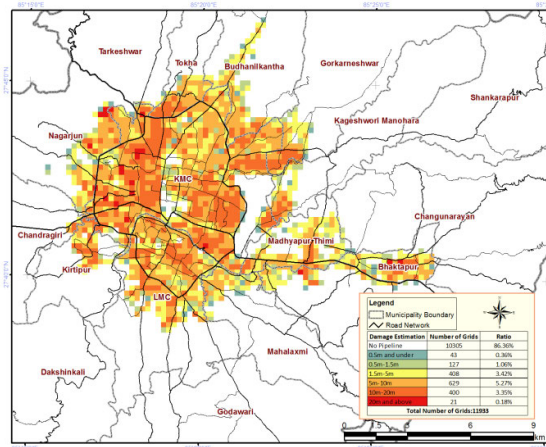 85°20'0"E
Tarkeshwar
Tokha
Budhanilkantha
Gorkarneshwar
Shankarapur
Kageshwori Manohara
Nagarjun
KMC
Chandragiri
Changunarayan
Madhyapur Thimi
Bhaktapur
Kirtipur
LMC
Mahalaxmi
Dakshinkali
Godawari
Legend
Municipality Boundary
Road Network
Damage Estimation Number of Grids Ratio
No Pipeline 10305 86.36%
0.5m and under 43 0.36%
0.5m-1.5m 127 1.06%
1.5m-5m 408 3.42%
5m-10m 629 5.27%
10m-20m 400 3.35%
20m and above 21 0.18%
Total Number of Grids:11933
0 1.5 3 6 9
km